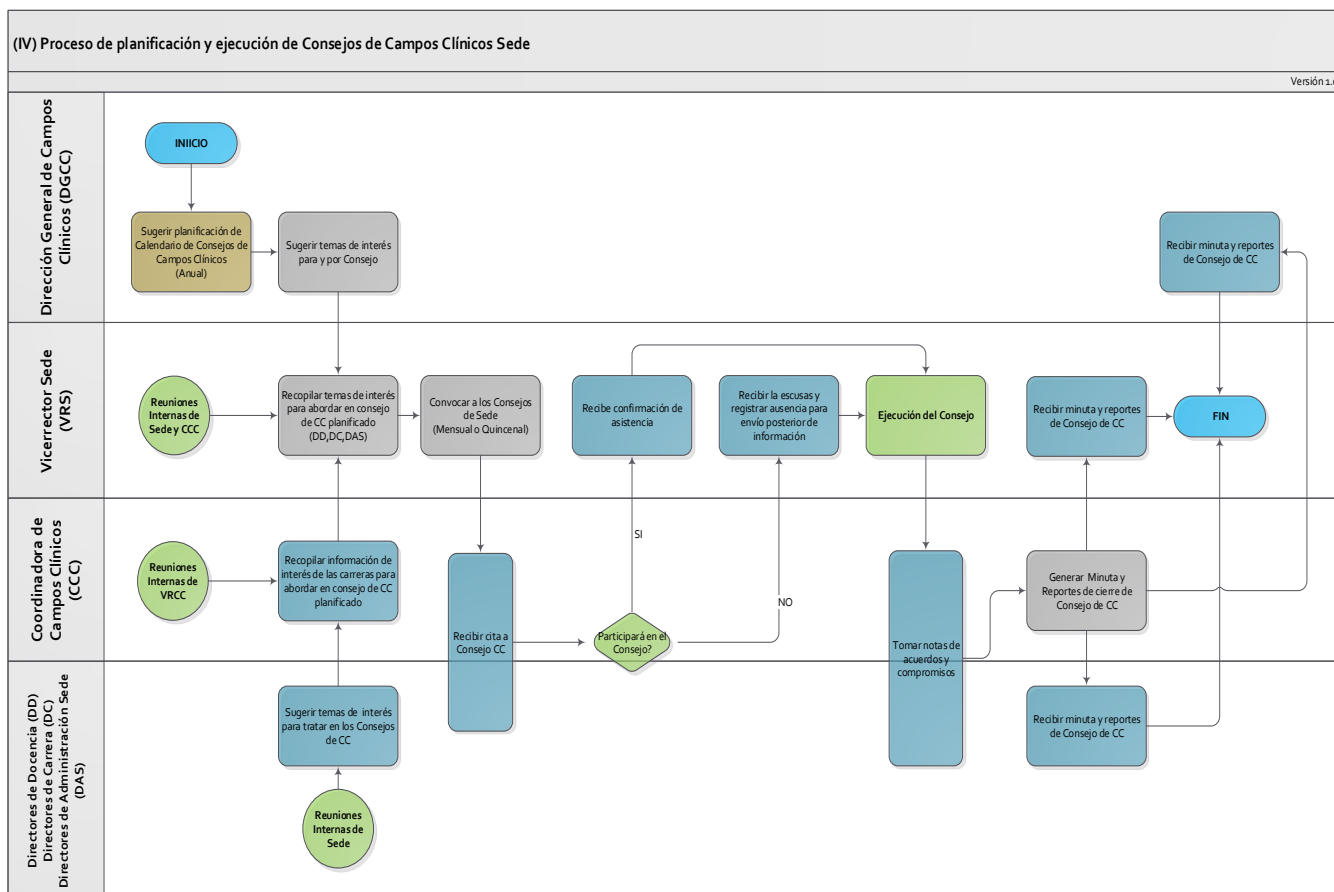 (IV) Proceso de planificación y ejecución de Consejos de Campos Clínicos Sede
Versión 1.0
Dirección General de Campos
Clínicos (DGCC)
INIICIO
Sugerir planificación de
Calendario de Consejos de
Campos Clínicos
(Anual)
Sugerir temas de interés
para y por Consejo
Recibir minuta y reportes
de Consejo de CC
Vicerrector Sede
(VRS)
Reuniones
Internas de
Sede y CCC
Recopilar temas de interés
para abordar en consejo
de CC planificado
(DD,DC,DAS)
Convocar a los Consejos
de Sede
(Mensual o Quincenal)
Recibe confirmación de
asistencia
Recibir la escusas y
registrar ausencia para
envío posterior de
información
Ejecución del Consejo
Recibir minuta y reportes
de Consejo de CC
FIN
Coordinadora de
Campos Clínicos
(CCC)
Reuniones
Internas de
VRCC
Recopilar información de
interés de las carreras para
abordar en consejo de CC
planificado
Recibir cita a
Consejo CC
SI
Participará en el
Consejo?
NO
Tomar notas de
acuerdos y
compromisos
Generar Minuta y
Reportes de cierre de
Consejo de CC
Directores de Docencia (DD)
Directores de Carrera (DC)
Directores de Administración Sede
(DAS)
Sugerir temas de interés
para tratar en los Consejos
de CC
Reuniones
Internas de
Sede
Recibir minuta y reportes
de Consejo de CC